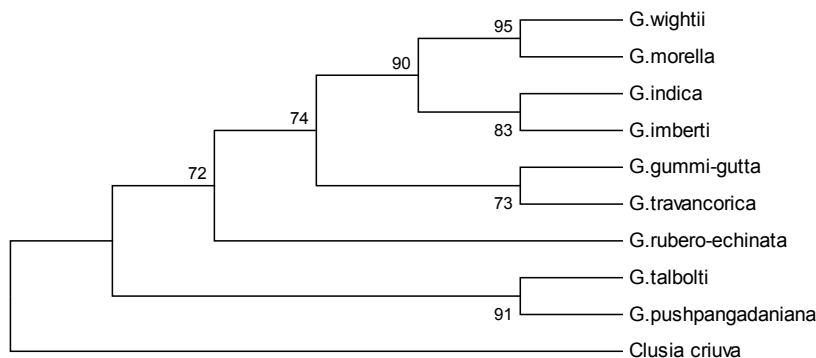 G.wightii
95
G.morella
90
G.indica
83
G.imberti
74
G.gummi-gutta
73
G.travancorica
72
G.rubero-echinata
G.talbolti
91
G.pushpangadaniana
Clusia criuva